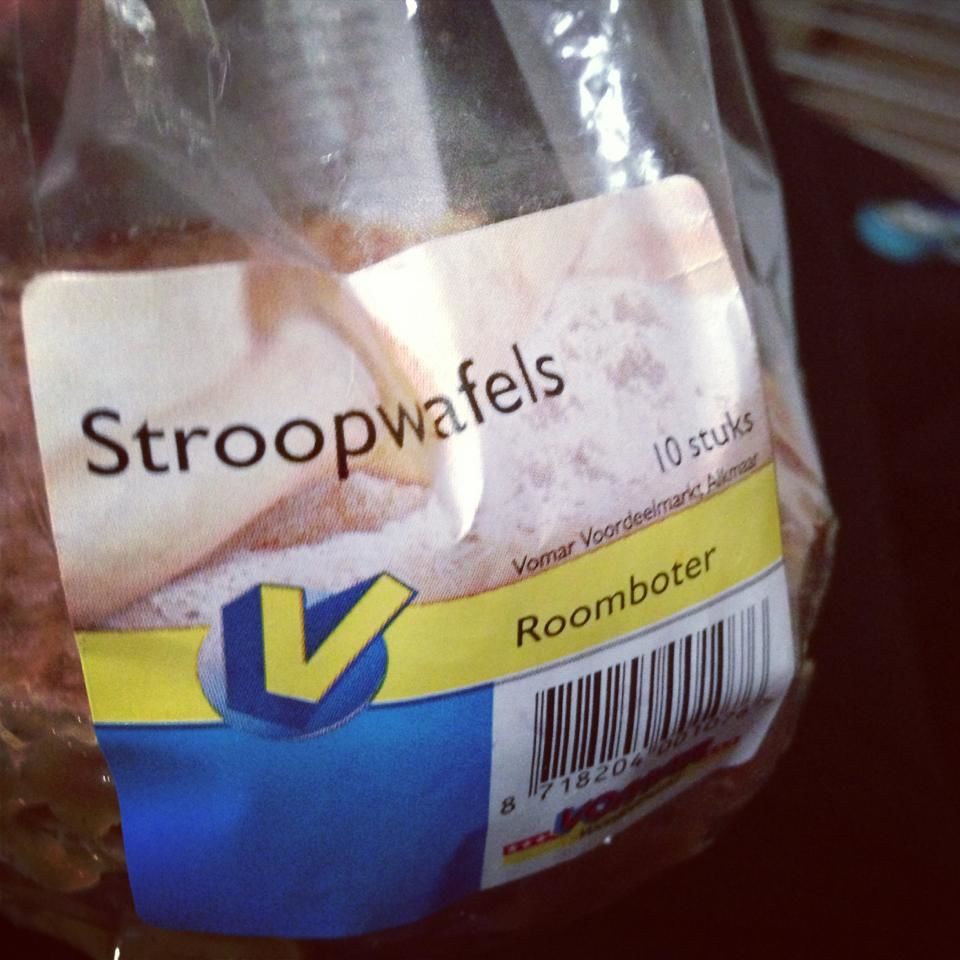 Stroopwafels
10 stuks
Vomar Voordeelmarkt, Alkmaar
Roomboter
V
8 718204